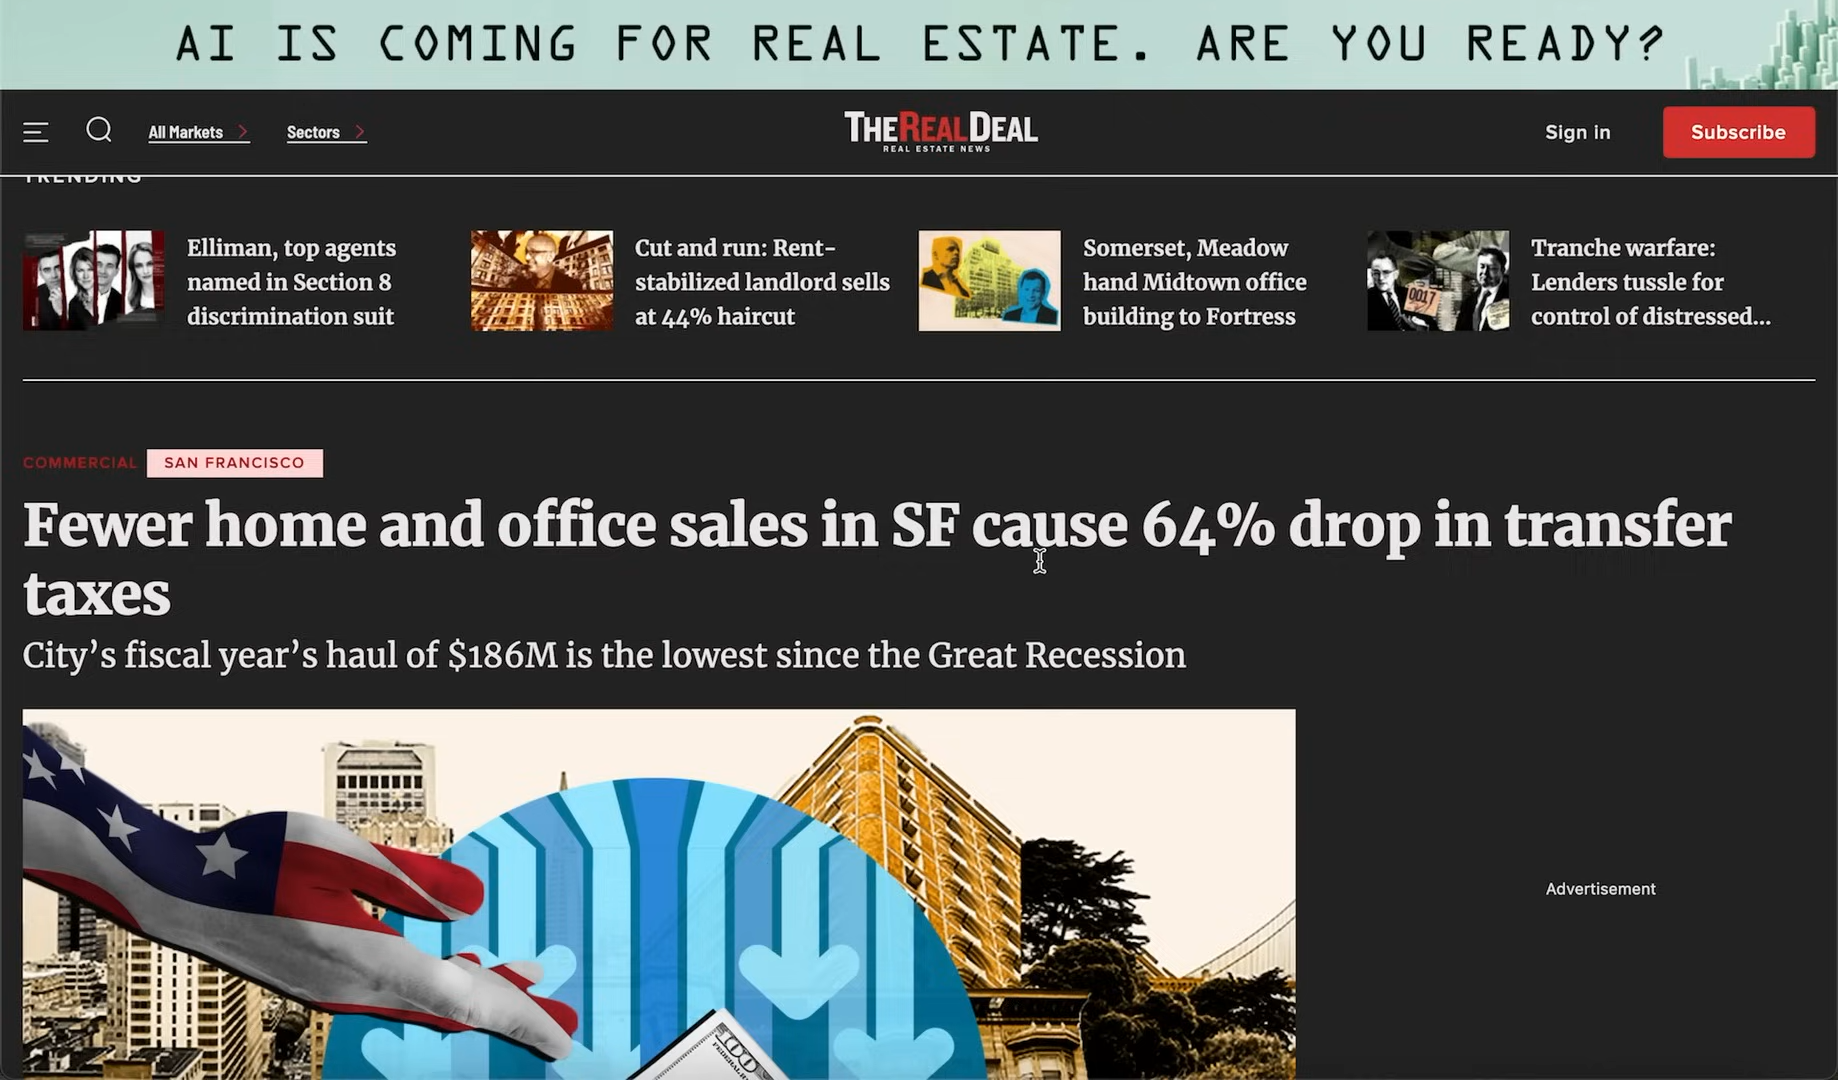 AI IS COMING FOR REAL ESTATE. ARE YOU READY?
All Markets
Sectors
THEREALDEAL
REAL ESTATE NEWS
Sign in
Subscribe
TRENDING
Elliman, top agents
named in Section 8
discrimination suit
Cut and run: Rent-
stabilized landlord sells
at 44% haircut
Somerset, Meadow
hand Midtown office
building to Fortress
0017
Tranche warfare:
Lenders tussle for
control of distressed...
COMMERCIAL
SAN FRANCISCO
Fewer home and office sales in SF cause 64% drop in transfer
taxes
City’s fiscal year’s haul of $186M is the lowest since the Great Recession
Advertisement
100